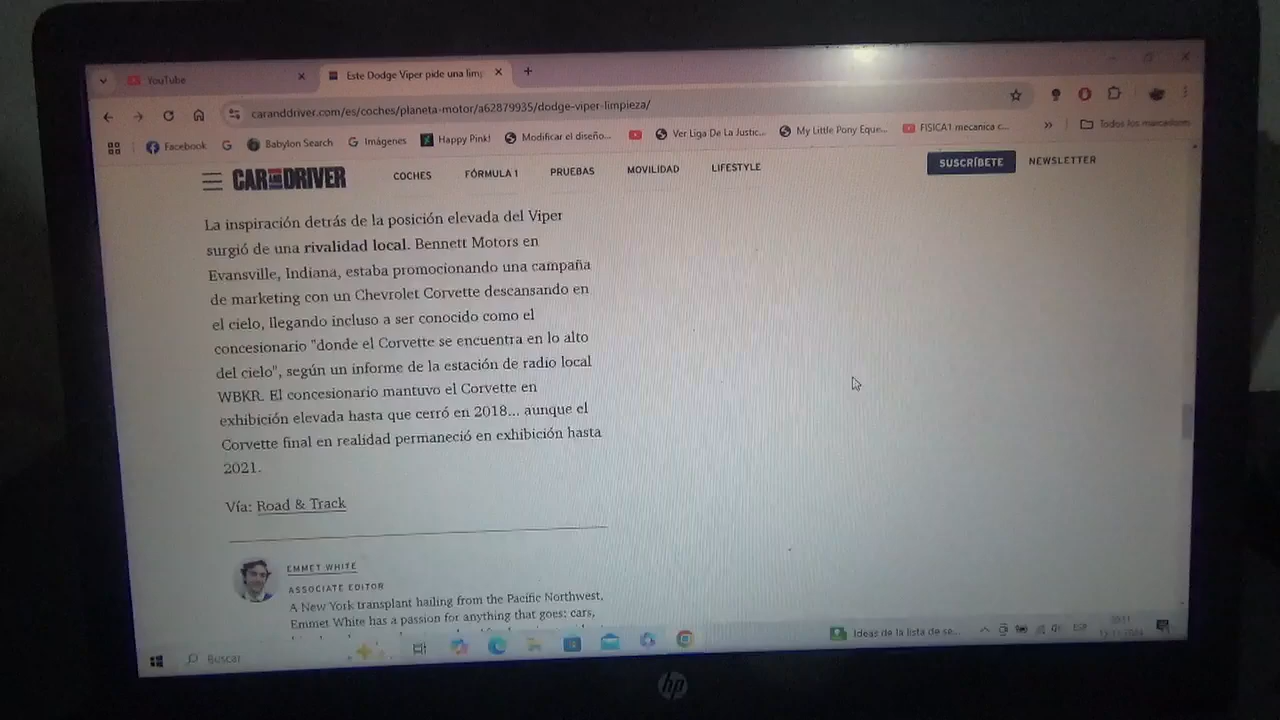 YouTube
Este Dodge Viper pide una limp
caranddriver.com/es/coches/planeta-motor/a62879935/dodge-viper-limpieza/
Facebook
Babylon Search
Imágenes
Happy Pink!
Modificar el diseño...
Ver Liga De La Justic...
My Little Pony Eque...
FISICA1 mecanica c...
»
Todos los marcadores
CAR AND DRIVER
COCHES
FÓRMULA 1
PRUEBAS
MOVILIDAD
LIFESTYLE
SUSCRÍBETE
NEWSLETTER
La inspiración detrás de la posición elevada del Viper
surgió de una rivalidad local. Bennett Motors en
Evansville, Indiana, estaba promocionando una campaña
de marketing con un Chevrolet Corvette descansando en
el cielo, llegando incluso a ser conocido como el
concesionario "donde el Corvette se encuentra en lo alto
del cielo", según un informe de la estación de radio local
WBKR. El concesionario mantuvo el Corvette en
exhibición elevada hasta que cerró en 2018... aunque el
Corvette final en realidad permaneció en exhibición hasta
2021.
Vía: Road & Track
EMMET WHITE
ASSOCIATE EDITOR
A New York transplant hailing from the Pacific Northwest,
Emmet White has a passion for anything that goes: cars,
Buscar
Ideas de la lista de se...
hp